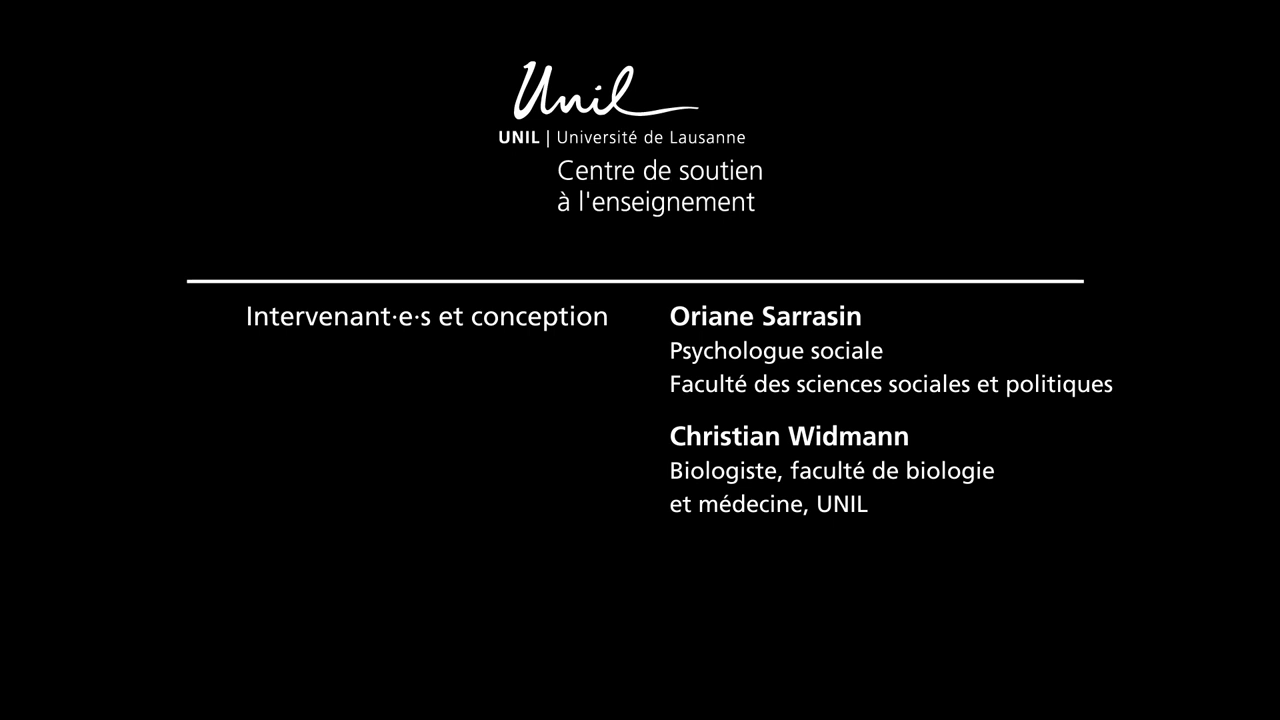 Unil
UNIL | Université de Lausanne
Centre de soutien
à l'enseignement
Intervenant·e·s et conception
Oriane Sarrasin
Psychologue sociale
Faculté des sciences sociales et politiques
Christian Widmann
Biologiste, faculté de biologie
et médecine, UNIL